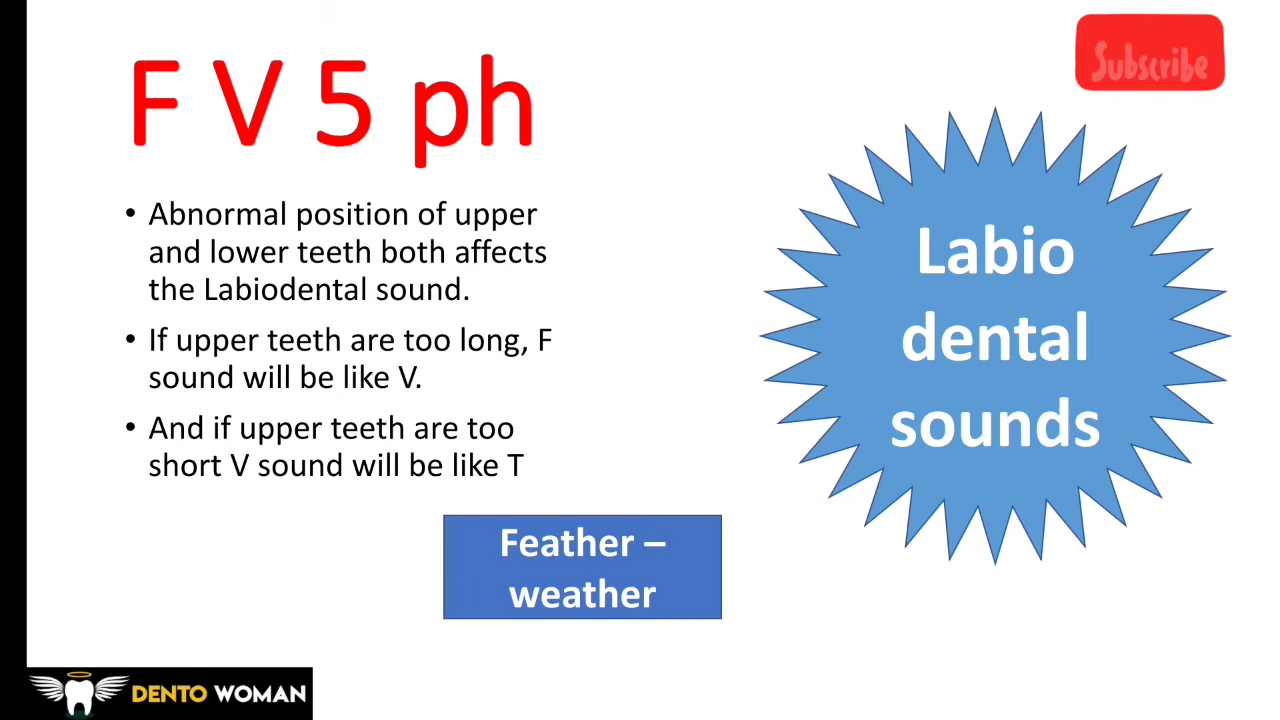 F V 5 ph
Subscribe
• Abnormal position of upper
and lower teeth both affects
the Labiodental sound.
• If upper teeth are too long, F
sound will be like V.
• And if upper teeth are too
short V sound will be like T
Labio
dental
sounds
Feather –
weather
DENTO WOMAN